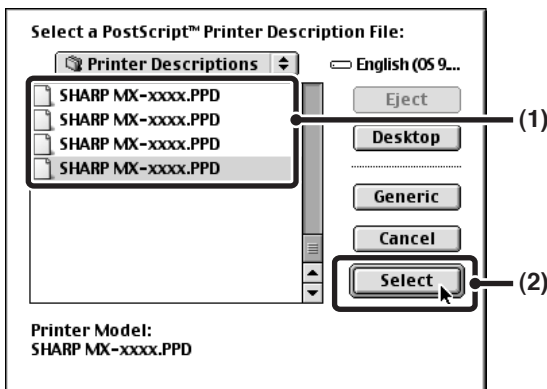 Select a PostScript™ Printer Description File:
Printer Descriptions
English (OS 9....
SHARP MX-xxxx.PPD
SHARP MX-xxxx.PPD
SHARP MX-xxxx.PPD
SHARP MX-xxxx.PPD
(1)
Eject
Desktop
Generic
Cancel
Select
(2)
Printer Model:
SHARP MX-xxxx.PPD